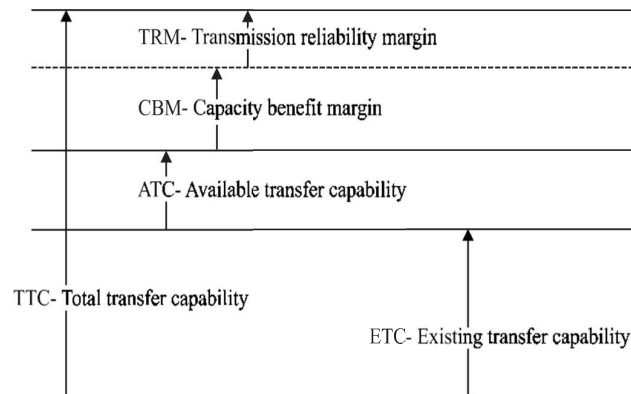 TRM- Transmission reliability margin
CBM- Capacity benefit margin
ATC- Available transfer capability
TTC- Total transfer capability
ETC- Existing transfer capability